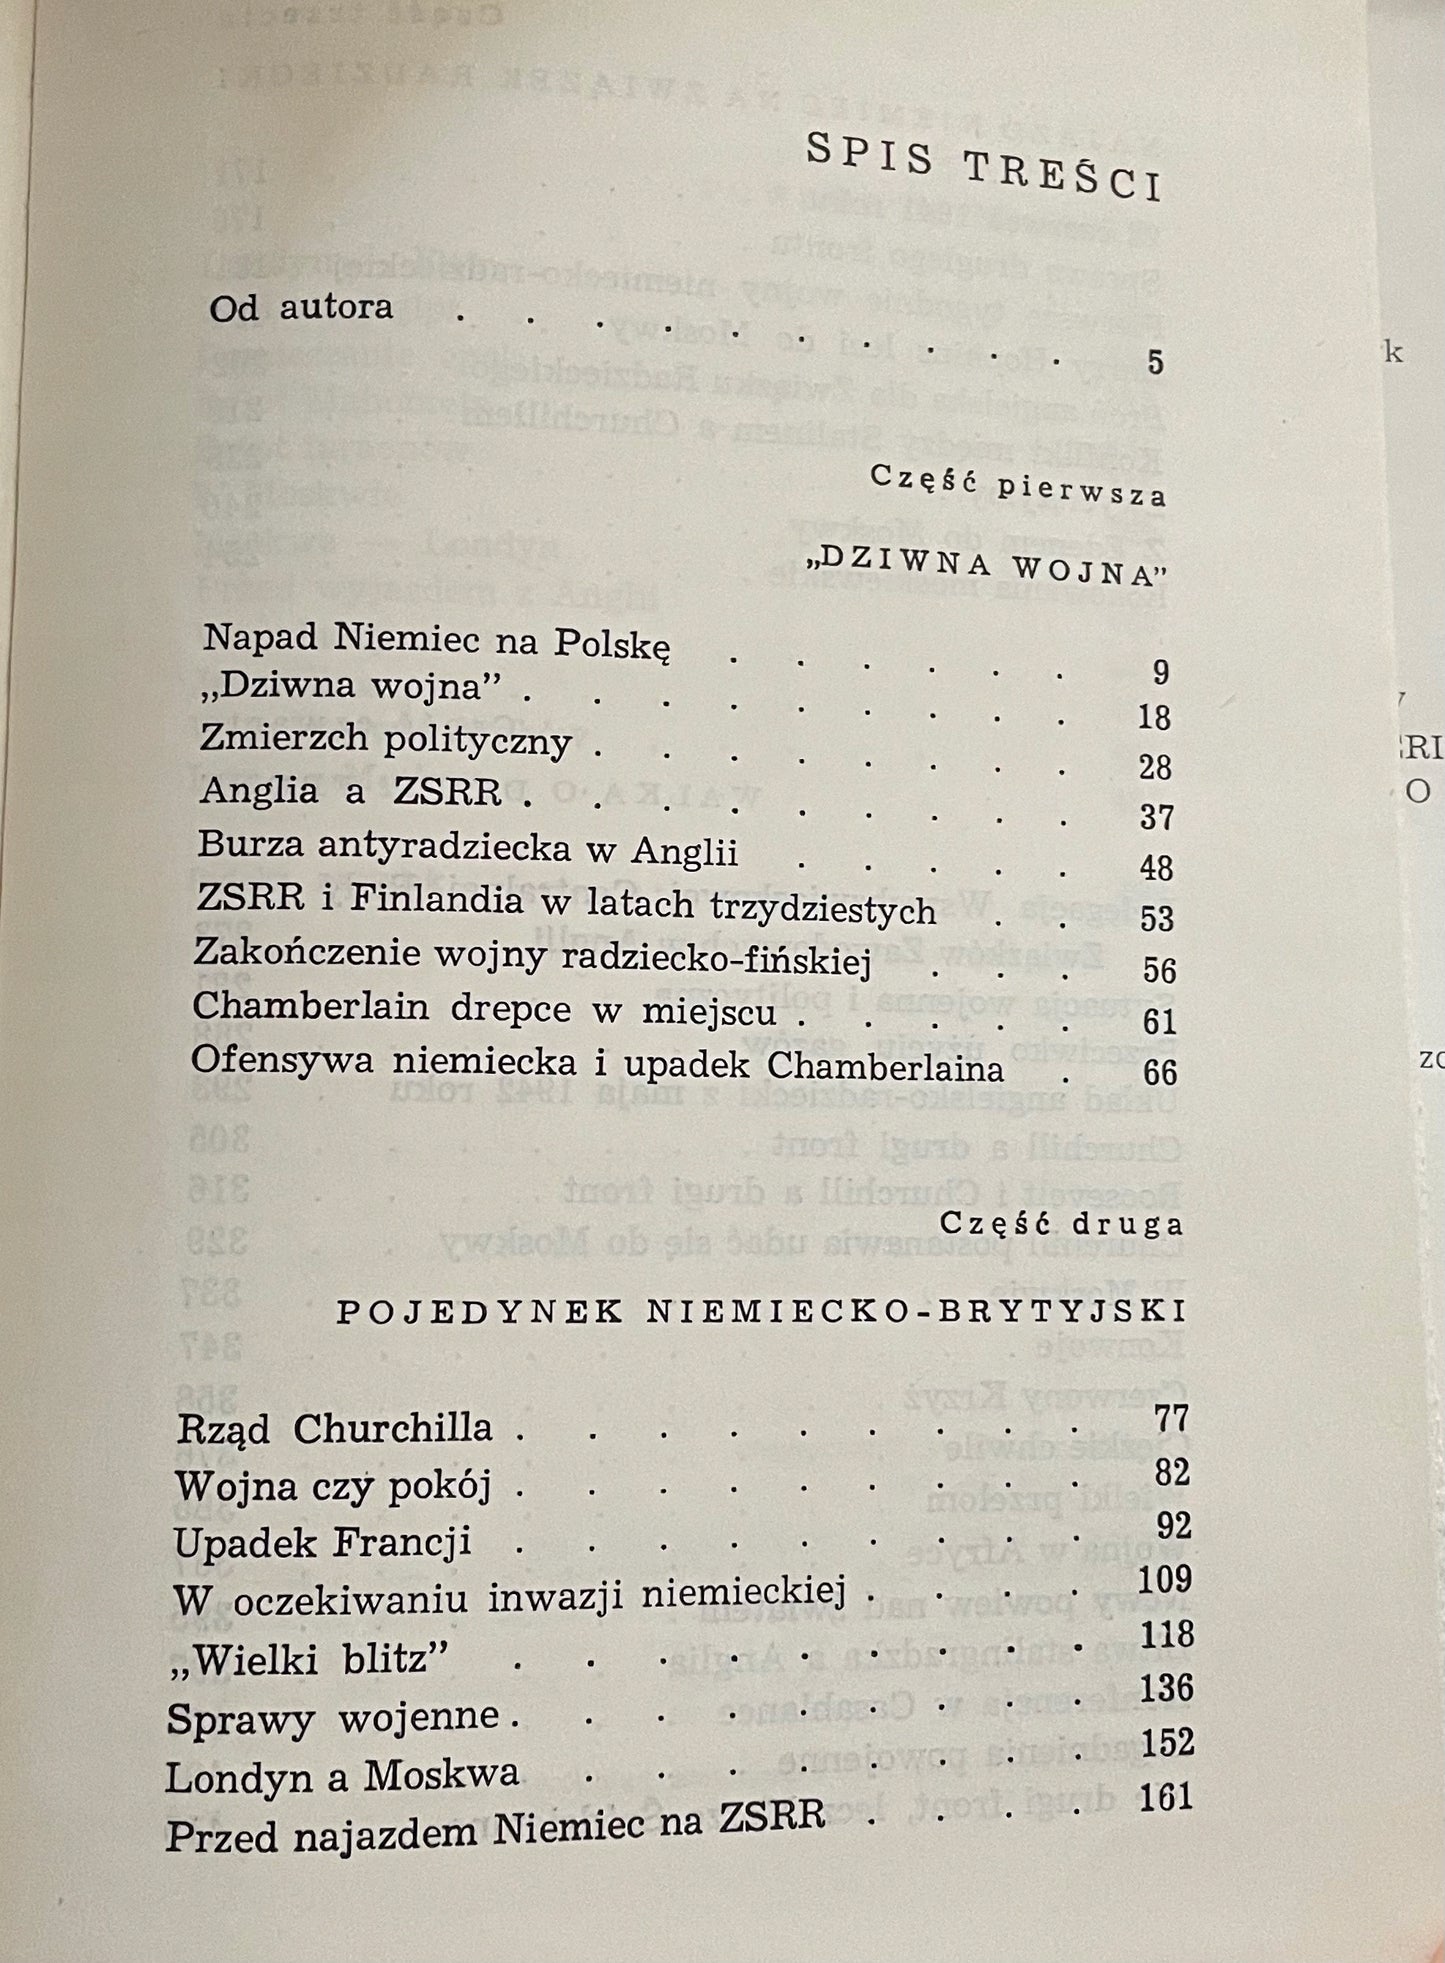 SPIS TREŚCI
Od autora . . . . . . . . . . 5
Część pierwsza
„DZIWNA WOJNA”
Napad Niemiec na Polskę . . . . . . 9
„Dziwna wojna” . . . . . . . . . 18
Zmierzch polityczny . . . . . . . . 28
Anglia a ZSRR . . . . . . . . . 37
Burza antyradziecka w Anglii . . . . . 48
ZSRR i Finlandia w latach trzydziestych . . 53
Zakończenie wojny radziecko-fińskiej . . . 56
Chamberlain drepce w miejscu . . . . . 61
Ofensywa niemiecka i upadek Chamberlaina . 66
Część druga
POJEDYNEK NIEMIECKO-BRYTYJSKI
Rząd Churchilla . . . . . . . . . 77
Wojna czy pokój . . . . . . . . . 82
Upadek Francji . . . . . . . . . 92
W oczekiwaniu inwazji niemieckiej . . . . 109
„Wielki blitz” . . . . . . . . . 118
Sprawy wojenne . . . . . . . . . 136
Londyn a Moskwa . . . . . . . . 152
Przed najazdem Niemiec na ZSRR . . . . 161